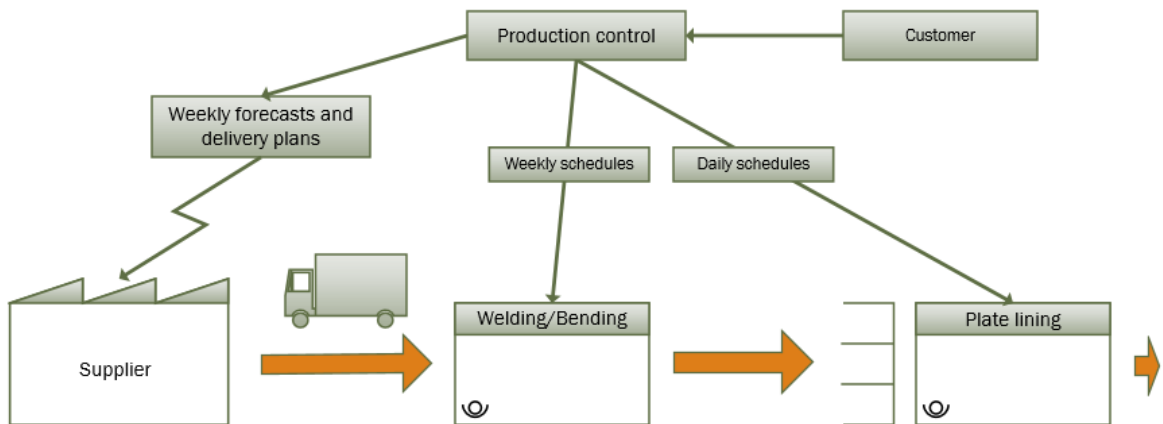 Production control
Customer
Weekly forecasts and
delivery plans
Weekly schedules
Daily schedules
Supplier
Welding/Bending
Plate lining